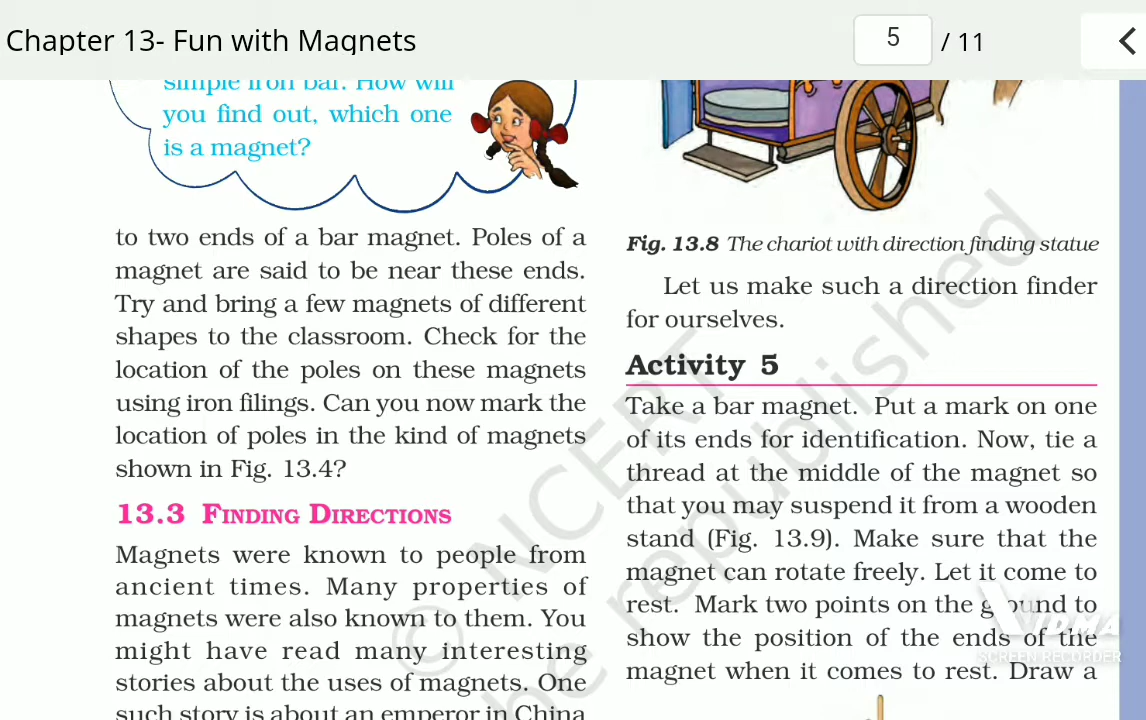 Chapter 13- Fun with Magnets
5 / 11
simple iron bar. How will
you find out, which one
is a magnet?
to two ends of a bar magnet. Poles of a
magnet are said to be near these ends.
Try and bring a few magnets of different
shapes to the classroom. Check for the
location of the poles on these magnets
using iron filings. Can you now mark the
location of poles in the kind of magnets
shown in Fig. 13.4?
13.3 FINDING DIRECTIONS
Magnets were known to people from
ancient times. Many properties of
magnets were also known to them. You
might have read many interesting
stories about the uses of magnets. One
such story is about an emperor in China
Fig. 13.8 The chariot with direction finding statue
Let us make such a direction finder
for ourselves.
Activity 5
Take a bar magnet. Put a mark on one
of its ends for identification. Now, tie a
thread at the middle of the magnet so
that you may suspend it from a wooden
stand (Fig. 13.9). Make sure that the
magnet can rotate freely. Let it come to
rest. Mark two points on the ground to
show the position of the ends of the
magnet when it comes to rest. Draw a
© NCERT
be republished
VIDMA
SCREEN RECORDER